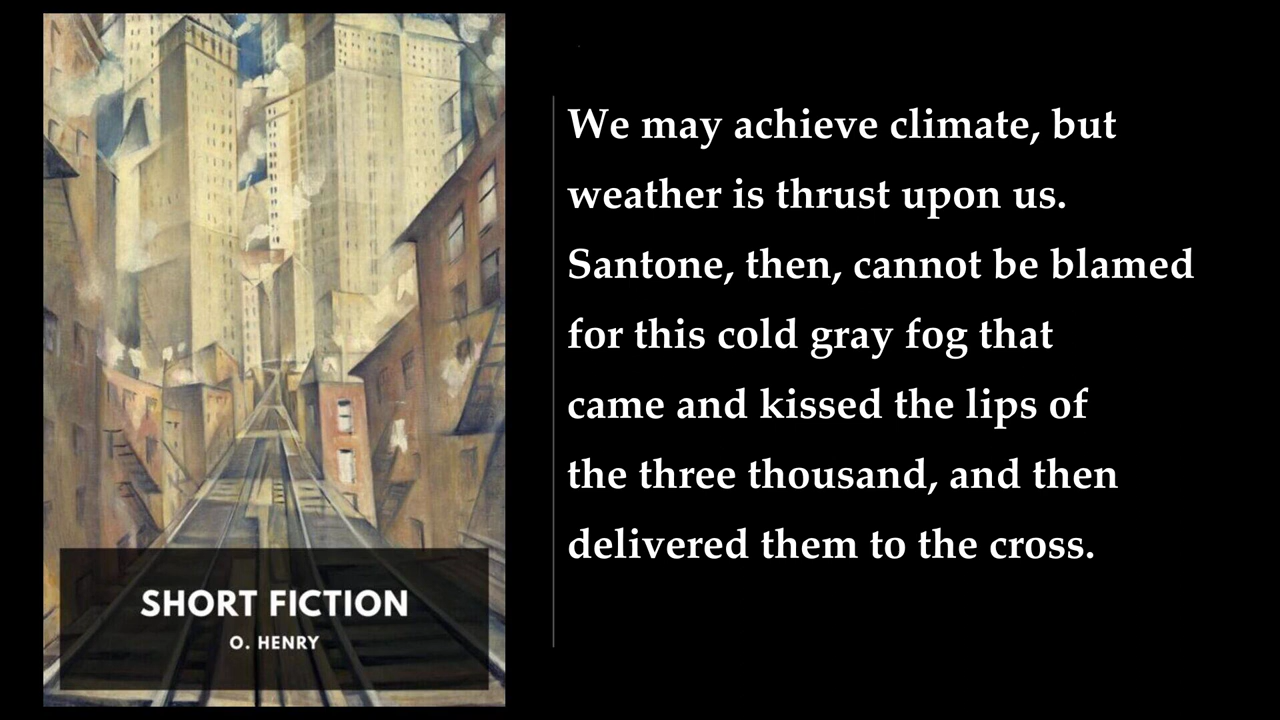 SHORT FICTION
O. HENRY
We may achieve climate, but
weather is thrust upon us.
Santone, then, cannot be blamed
for this cold gray fog that
came and kissed the lips of
the three thousand, and then
delivered them to the cross.